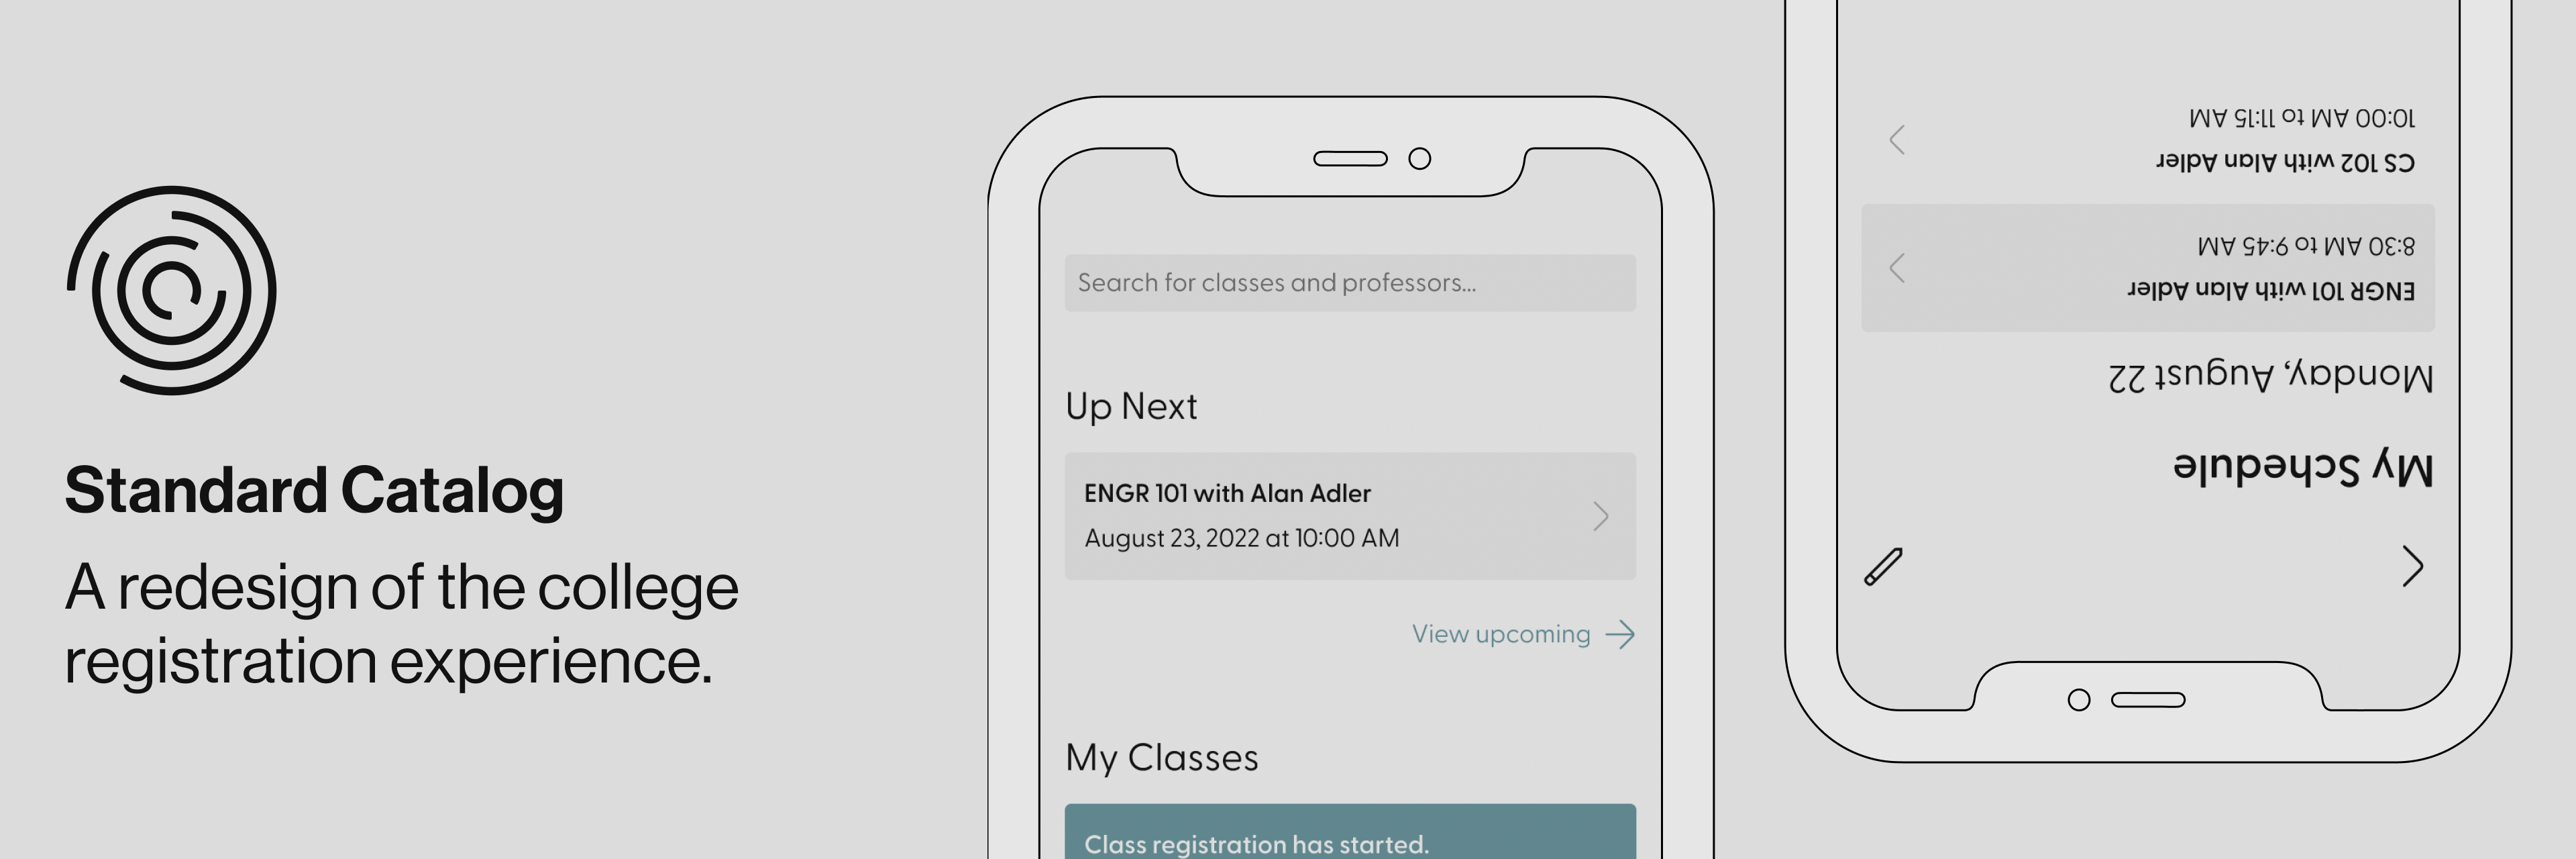 Standard Catalog
A redesign of the college
registration experience.
Search for classes and professors...
Up Next
ENGR 101 with Alan Adler
August 23, 2022 at 10:00 AM
View upcoming
My Classes
Class registration has started.
My Schedule
Monday, August 22
ENGR 101 with Alan Adler
8:30 AM to 9:45 AM
CS 102 with Alan Adler
10:00 AM to 11:15 AM